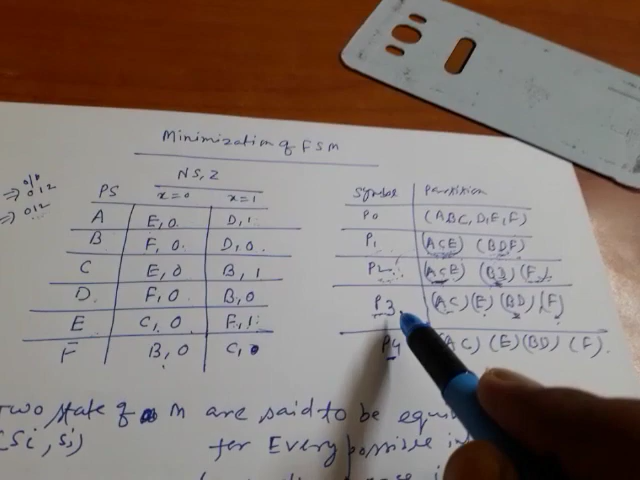 Minimization of FSM
NS, Z
PS x=0 x=1
A E, 0 D, 1
B F, 0 D, 0
C E, 0 B, 1
D F, 0 B, 0
E C, 0 F, 1
F B, 0 C, 0
Symbol Partition
P0 (ABC, D, E, F)
P1 (ACE) (BDF)
P2 (ACE) (BD) (F)
P3 (AC) (E) (BD) (F)
P4 (AC) (E) (BD) (F)
Two state of M are said to be
(Si, Sj) for Every possible